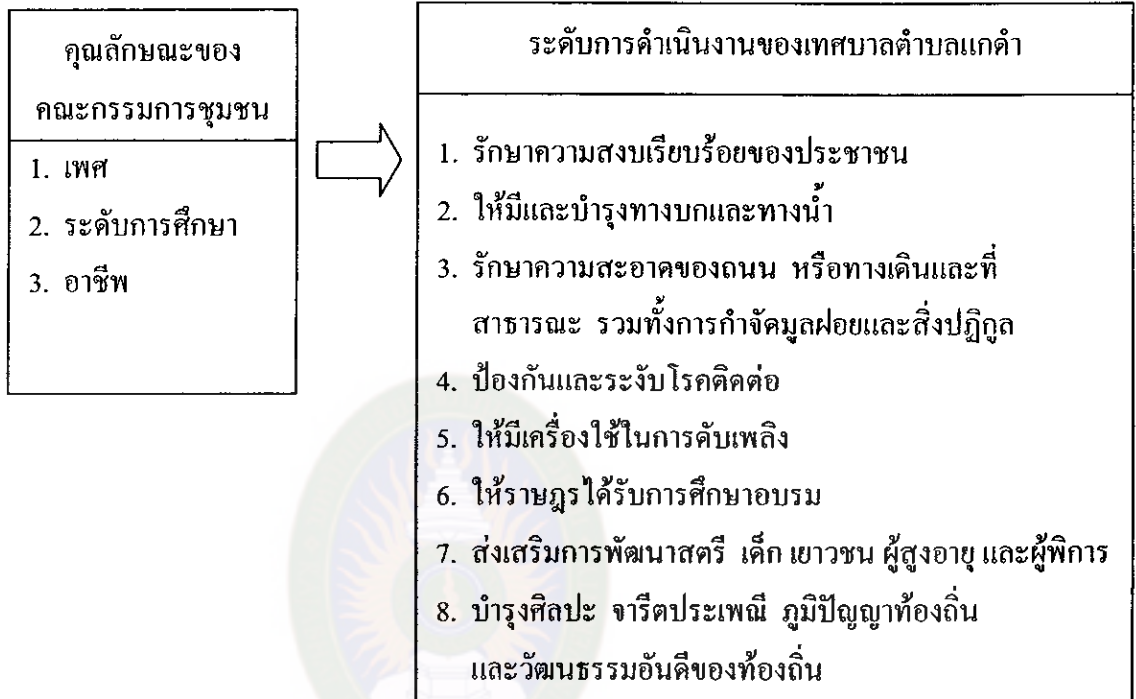 คุณลักษณะของ
คณะกรรมการชุมชน
1. เพศ
2. ระดับการศึกษา
3. อาชีพ
ระดับการดำเนินงานของเทศบาลตำบลแกดำ
1. รักษาความสงบเรียบร้อยของประชาชน
2. ให้มีและบำรุงทางบกและทางน้ำ
3. รักษาความสะอาดของถนน หรือทางเดินและที่
สาธารณะ รวมทั้งการกำจัดมูลฝอยและสิ่งปฏิกูล
4. ป้องกันและระงับโรคติดต่อ
5. ให้มีเครื่องใช้ในการดับเพลิง
6. ให้ราษฎรได้รับการศึกษาอบรม
7. ส่งเสริมการพัฒนาสตรี เด็ก เยาวชน ผู้สูงอายุ และผู้พิการ
8. บำรุงศิลปะ จารีตประเพณี ภูมิปัญญาท้องถิ่น
และวัฒนธรรมอันดีของท้องถิ่น